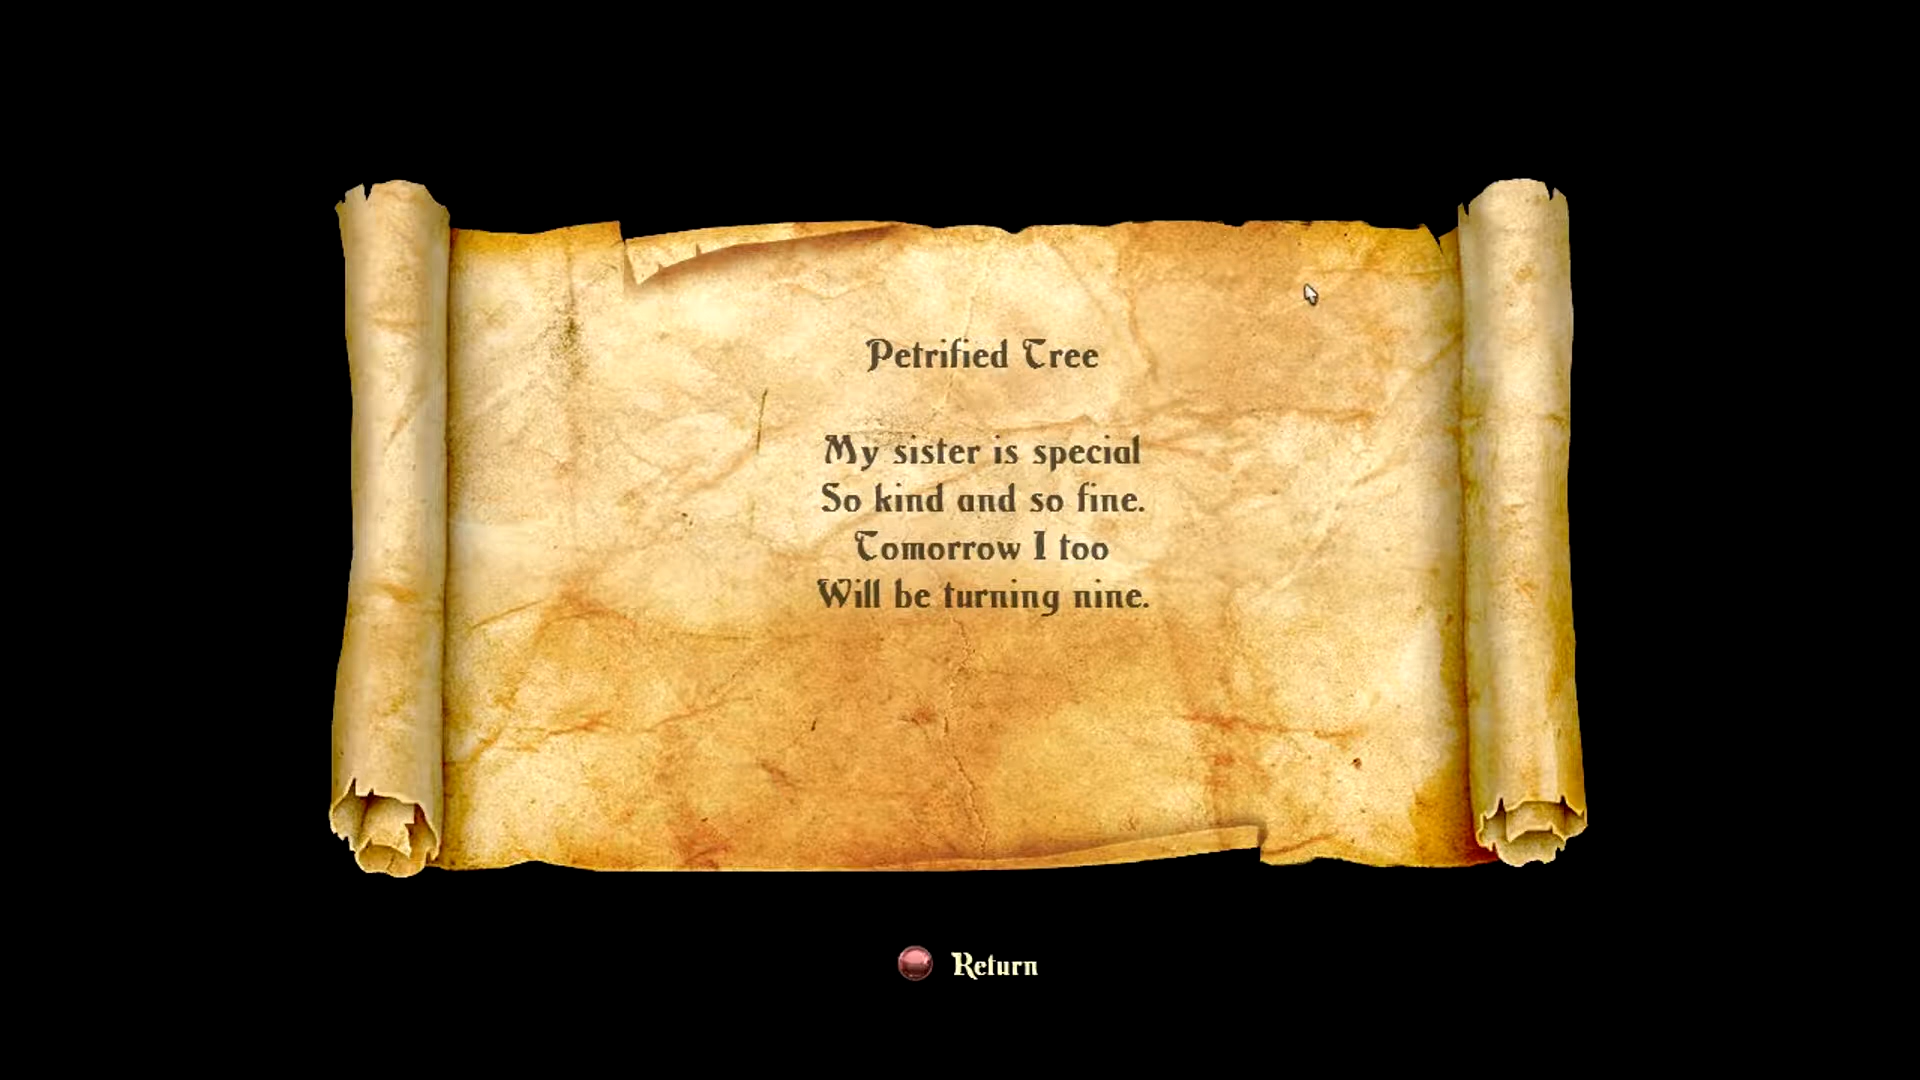 Petrified Tree
My sister is special
So kind and so fine.
Tomorrow I too
Will be turning nine.
Return